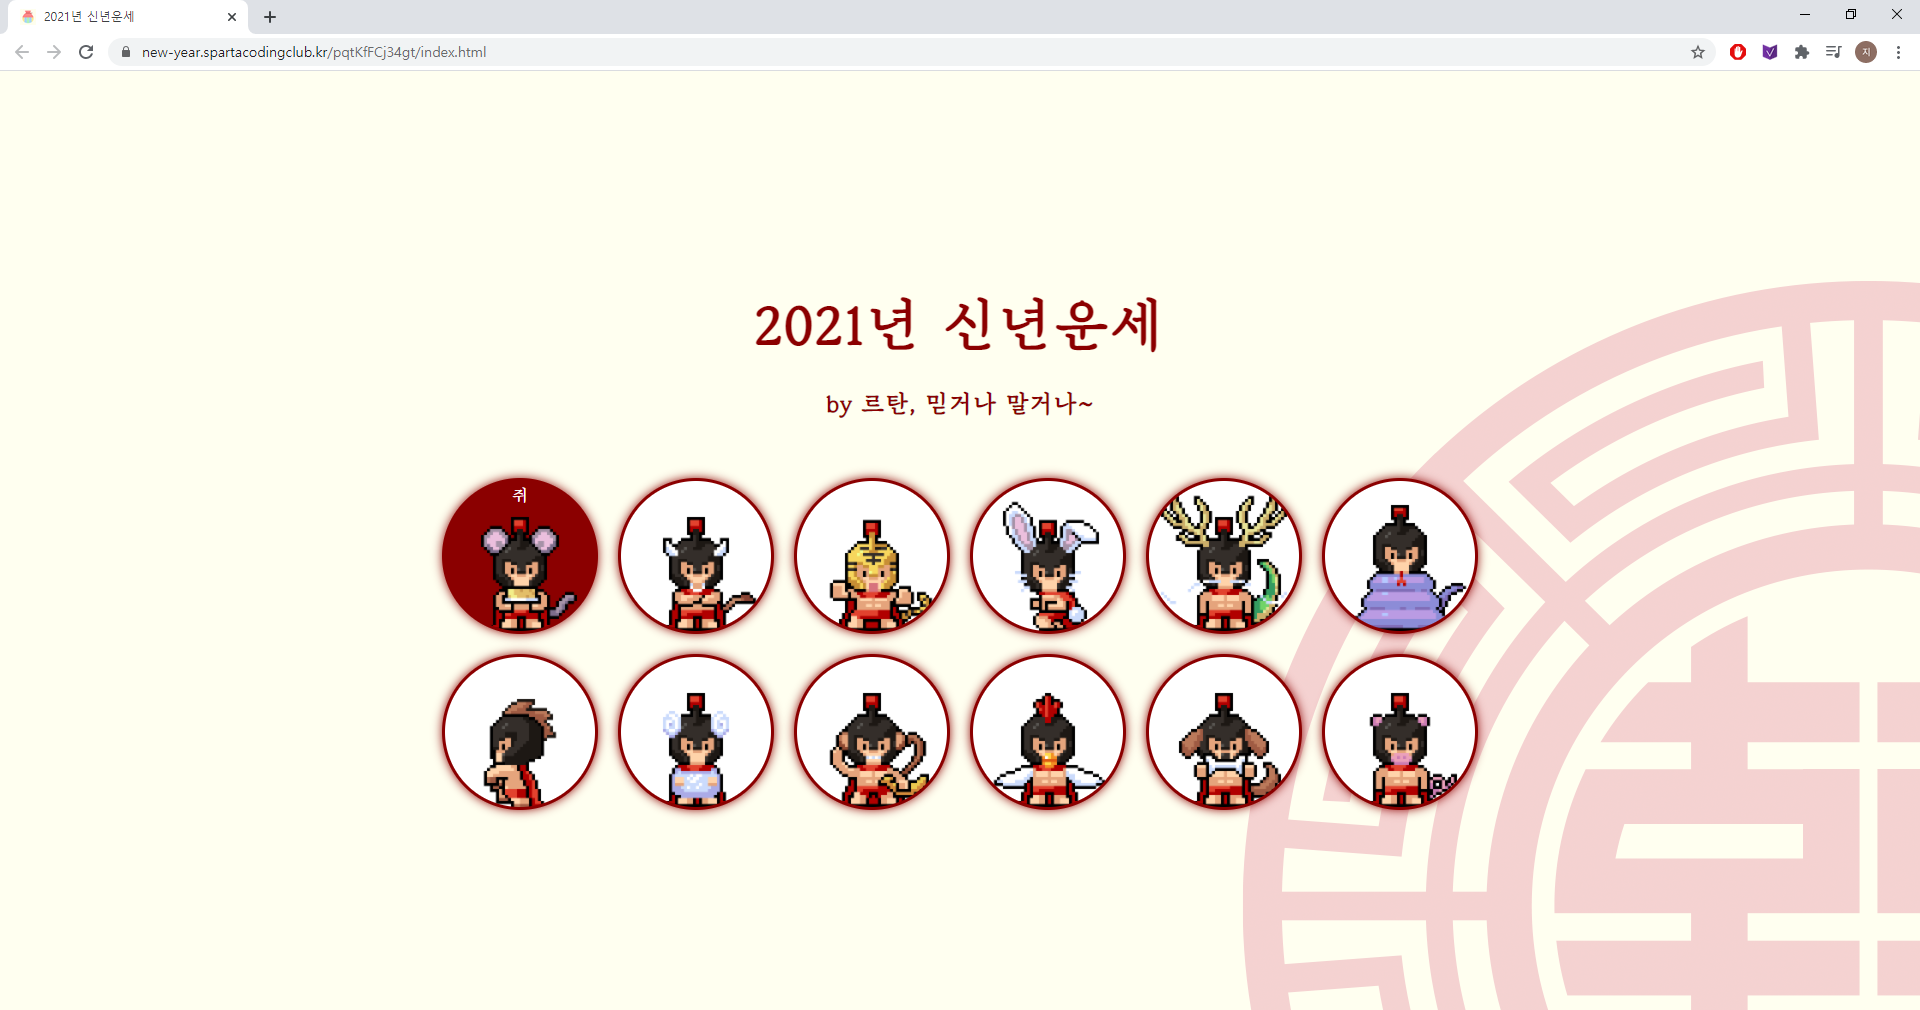 2021년 신년운세
new-year.spartacodingclub.kr/pqtKfFCj34gt/index.html
지
2021년 신년운세
by 르탄, 믿거나 말거나~
쥐